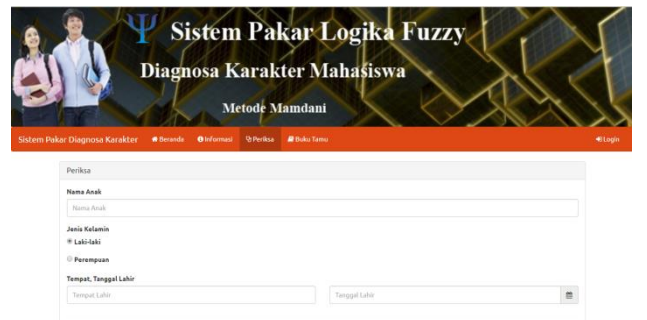 Ψ Sistem Pakar Logika Fuzzy
Diagnosa Karakter Mahasiswa
Metode Mamdani
Sistem Pakar Diagnosa Karakter Beranda Informasi Periksa Buku Tamu Login
Periksa
Nama Anak
Nama Anak
Jenis Kelamin
Laki-laki
Perempuan
Tempat, Tanggal Lahir
Tempat Lahir Tanggal Lahir